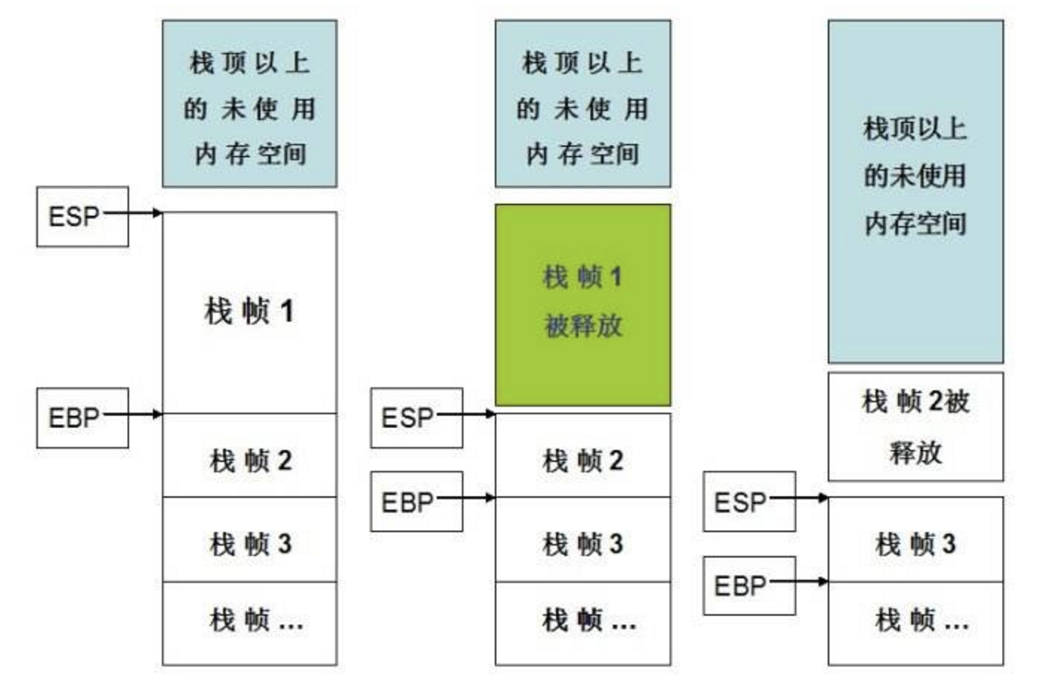 栈顶以上
的未使用
内存空间
ESP
栈帧1
EBP
栈帧2
栈帧3
栈帧...
栈顶以上
的未使用
内存空间
栈帧1
被释放
ESP
栈帧2
EBP
栈帧3
栈帧...
栈顶以上
的未使用
内存空间
栈帧2被
释放
ESP
栈帧3
EBP
栈帧...